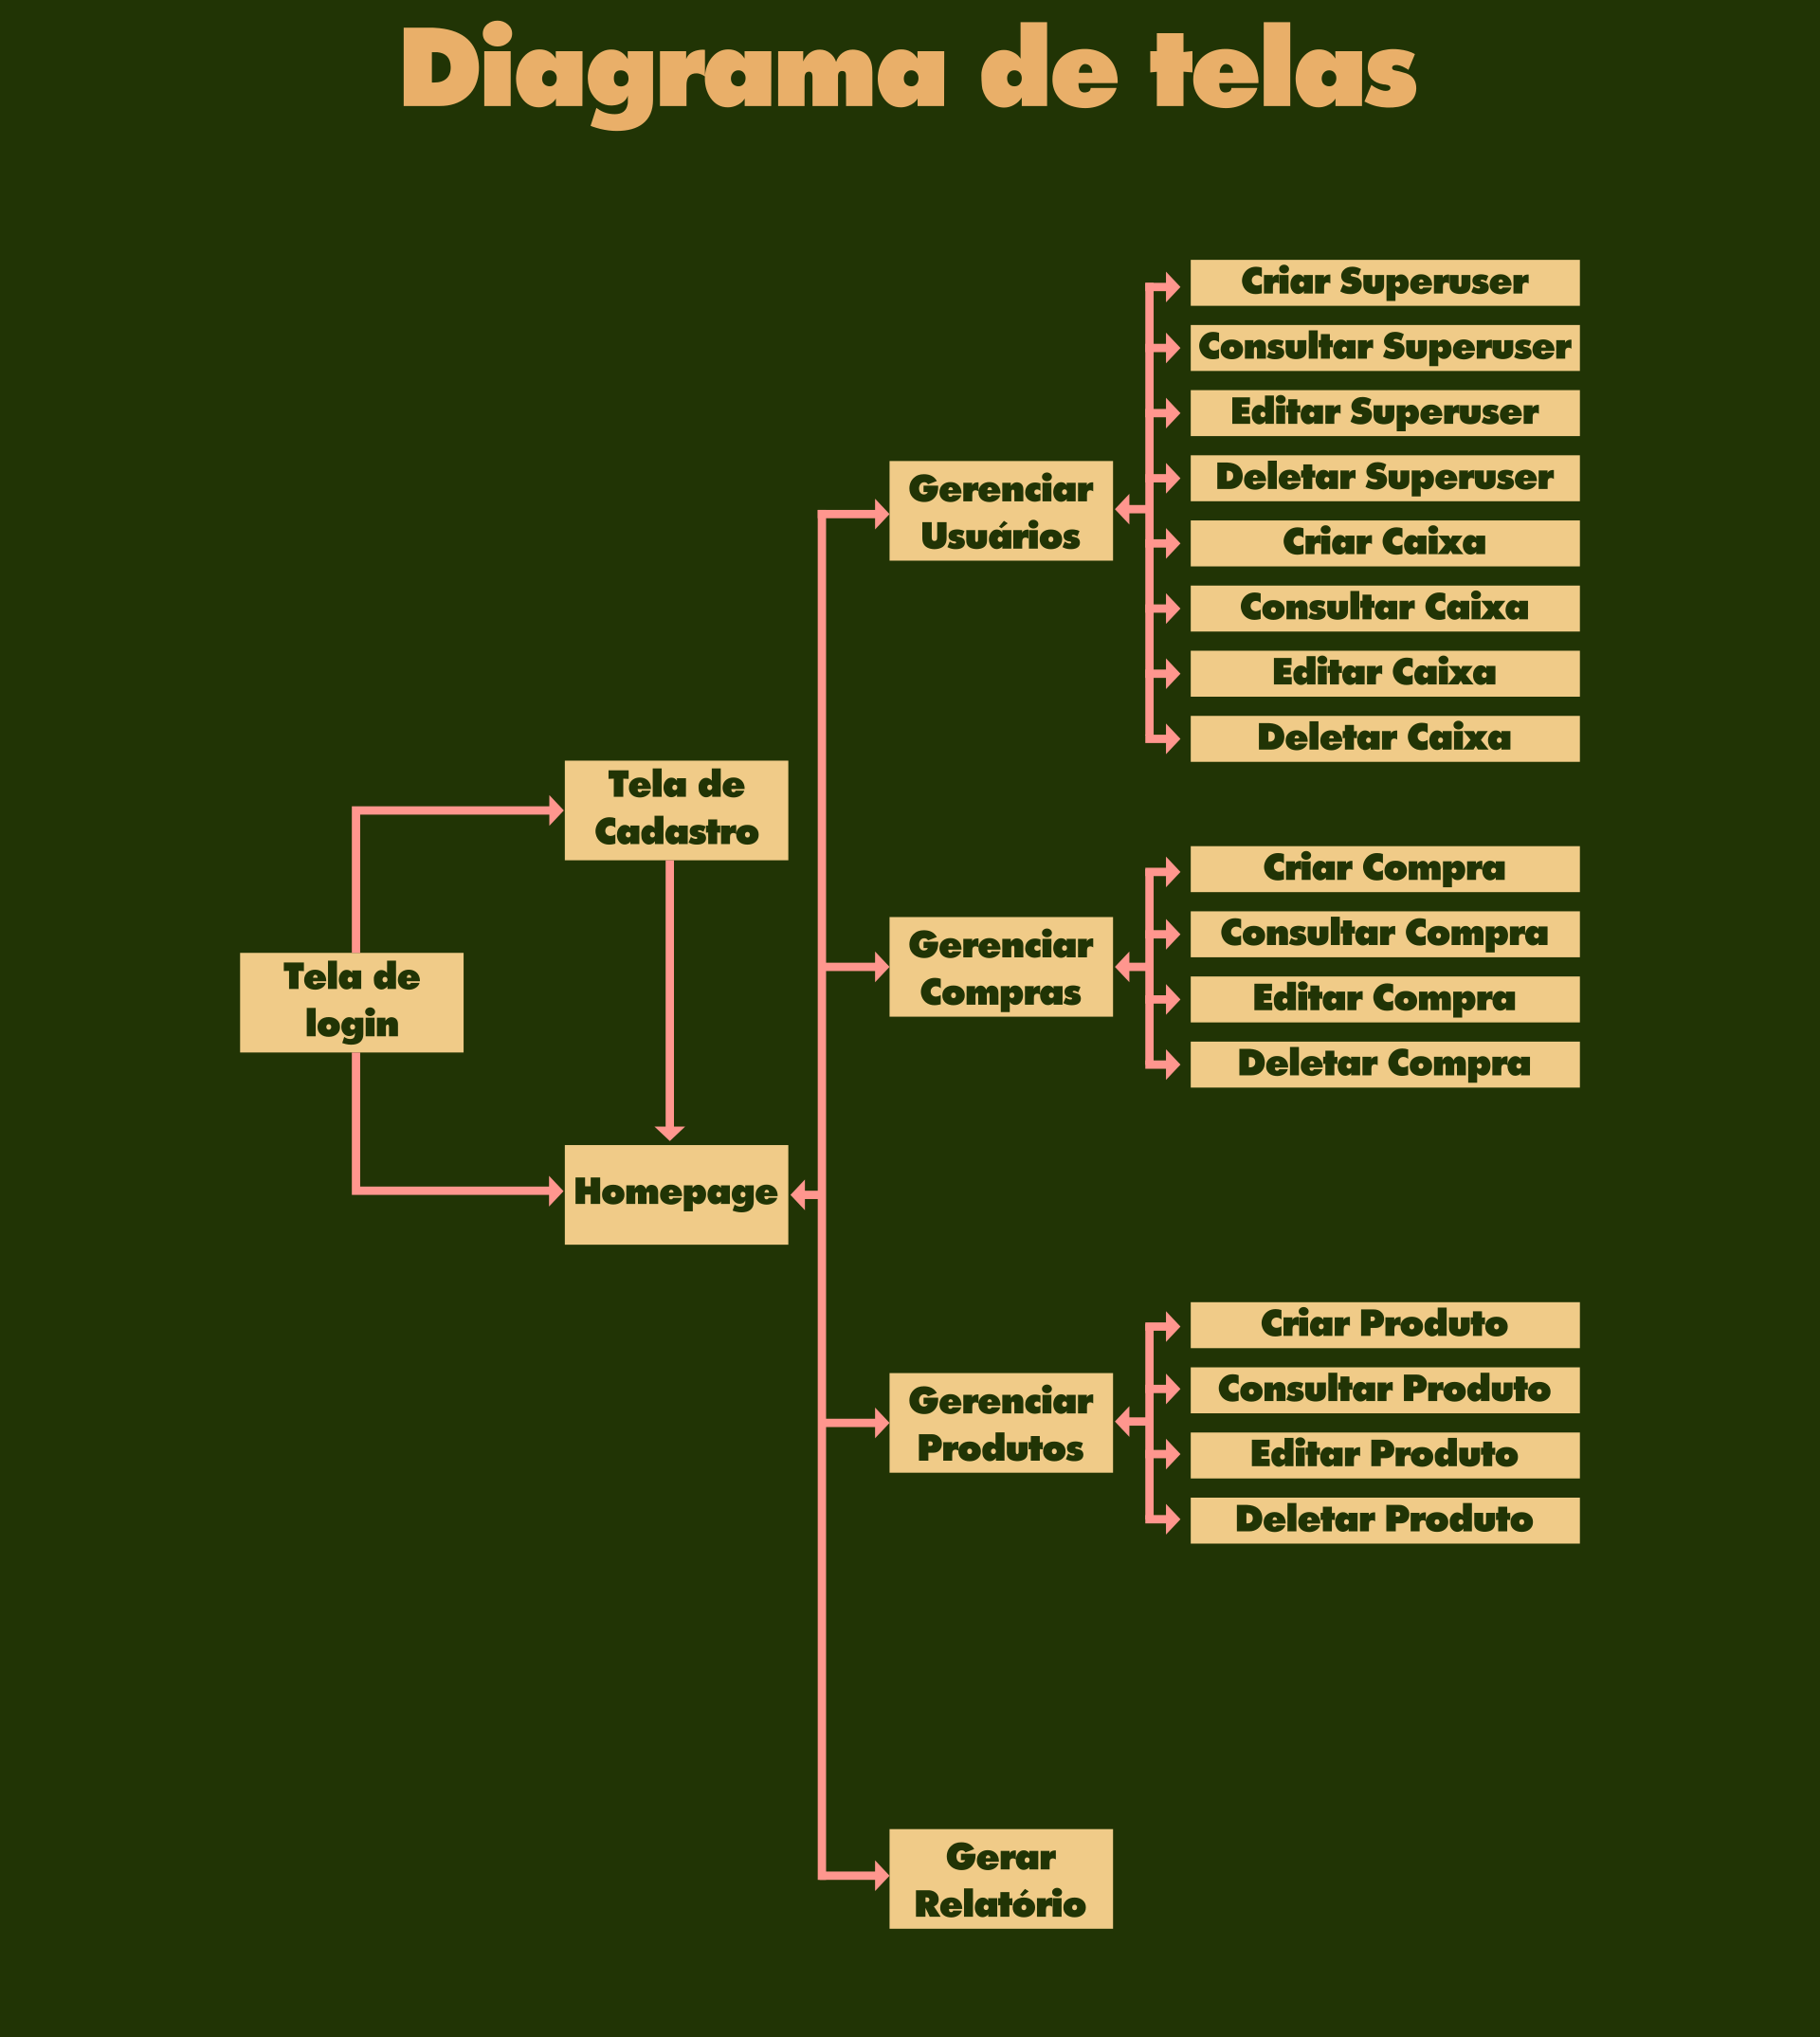 Diagrama de telas
Criar Superuser
Consultar Superuser
Editar Superuser
Deletar Superuser
Gerenciar
Usuários
Criar Caixa
Consultar Caixa
Editar Caixa
Deletar Caixa
Tela de
Cadastro
Criar Compra
Consultar Compra
Gerenciar
Compras
Editar Compra
Deletar Compra
Tela de
login
Homepage
Criar Produto
Consultar Produto
Gerenciar
Produtos
Editar Produto
Deletar Produto
Gerar
Relatório